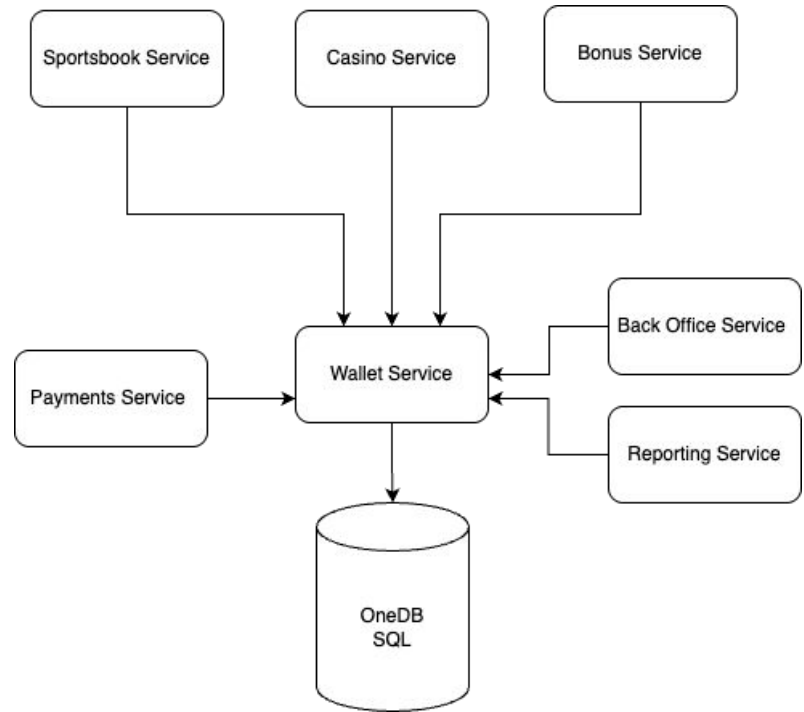 Sportsbook Service
Casino Service
Bonus Service
Back Office Service
Wallet Service
Payments Service
Reporting Service
OneDB
SQL